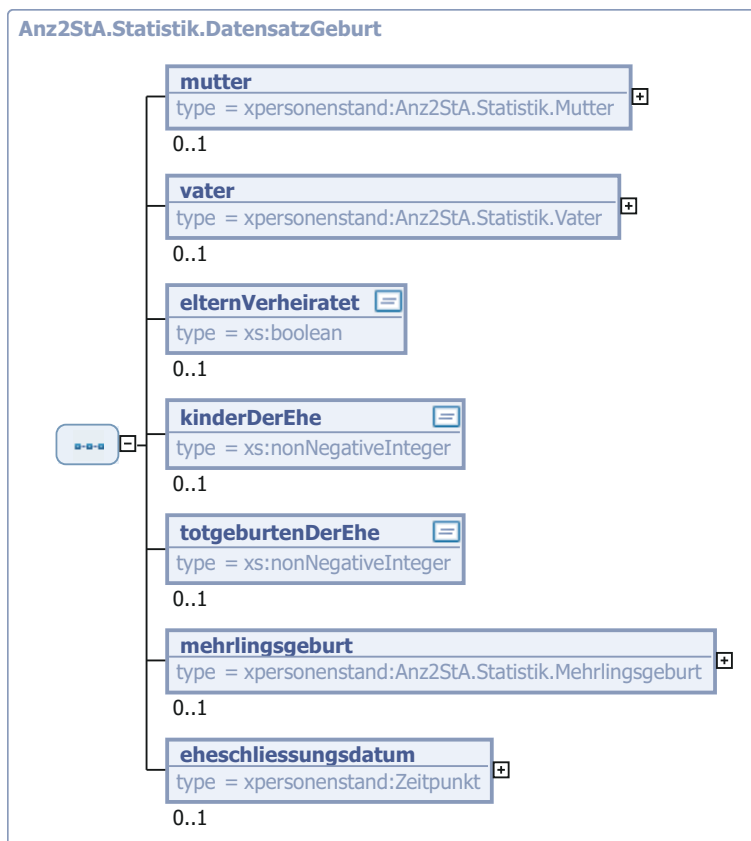 Anz2StA.Statistik.DatensatzGeburt
mutter
type = xpersonenstand:Anz2StA.Statistik.Mutter
0..1
vater
type = xpersonenstand:Anz2StA.Statistik.Vater
0..1
elternVerheiratet
type = xs:boolean
0..1
kinderDerEhe
type = xs:nonNegativeInteger
0..1
totgeburtenDerEhe
type = xs:nonNegativeInteger
0..1
mehrlingsgeburt
type = xpersonenstand:Anz2StA.Statistik.Mehrlingsgeburt
0..1
eheschliessungsdatum
type = xpersonenstand:Zeitpunkt
0..1